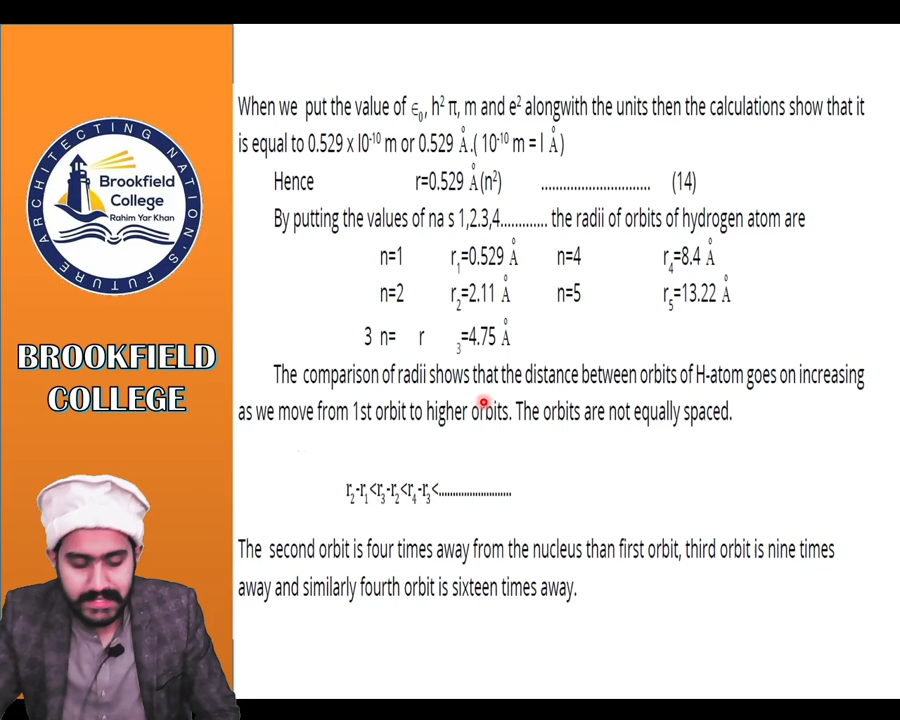 ARCHITECTING NATION'S FUTURE
Brookfield
College
Rahim Yar Khan
BROOKFIELD
COLLEGE
When we put the value of ∈₀, h² π, m and e² alongwith the units then the calculations show that it
is equal to 0.529 x l0⁻¹⁰ m or 0.529 Å.( 10⁻¹⁰ m = l Å)
Hence r=0.529 Å(n²) .............................. (14)
By putting the values of na s 1,2.3,4............. the radii of orbits of hydrogen atom are
n=1 r₁=0.529 Å n=4 r₄=8.4 Å
n=2 r₂=2.11 Å n=5 r₅=13.22 Å
3 n= r ₃=4.75 Å
The comparison of radii shows that the distance between orbits of H-atom goes on increasing
as we move from 1st orbit to higher orbits. The orbits are not equally spaced.
r₂-r₁<r₃-r₂<r₄-r₃<..........................
The second orbit is four times away from the nucleus than first orbit, third orbit is nine times
away and similarly fourth orbit is sixteen times away.